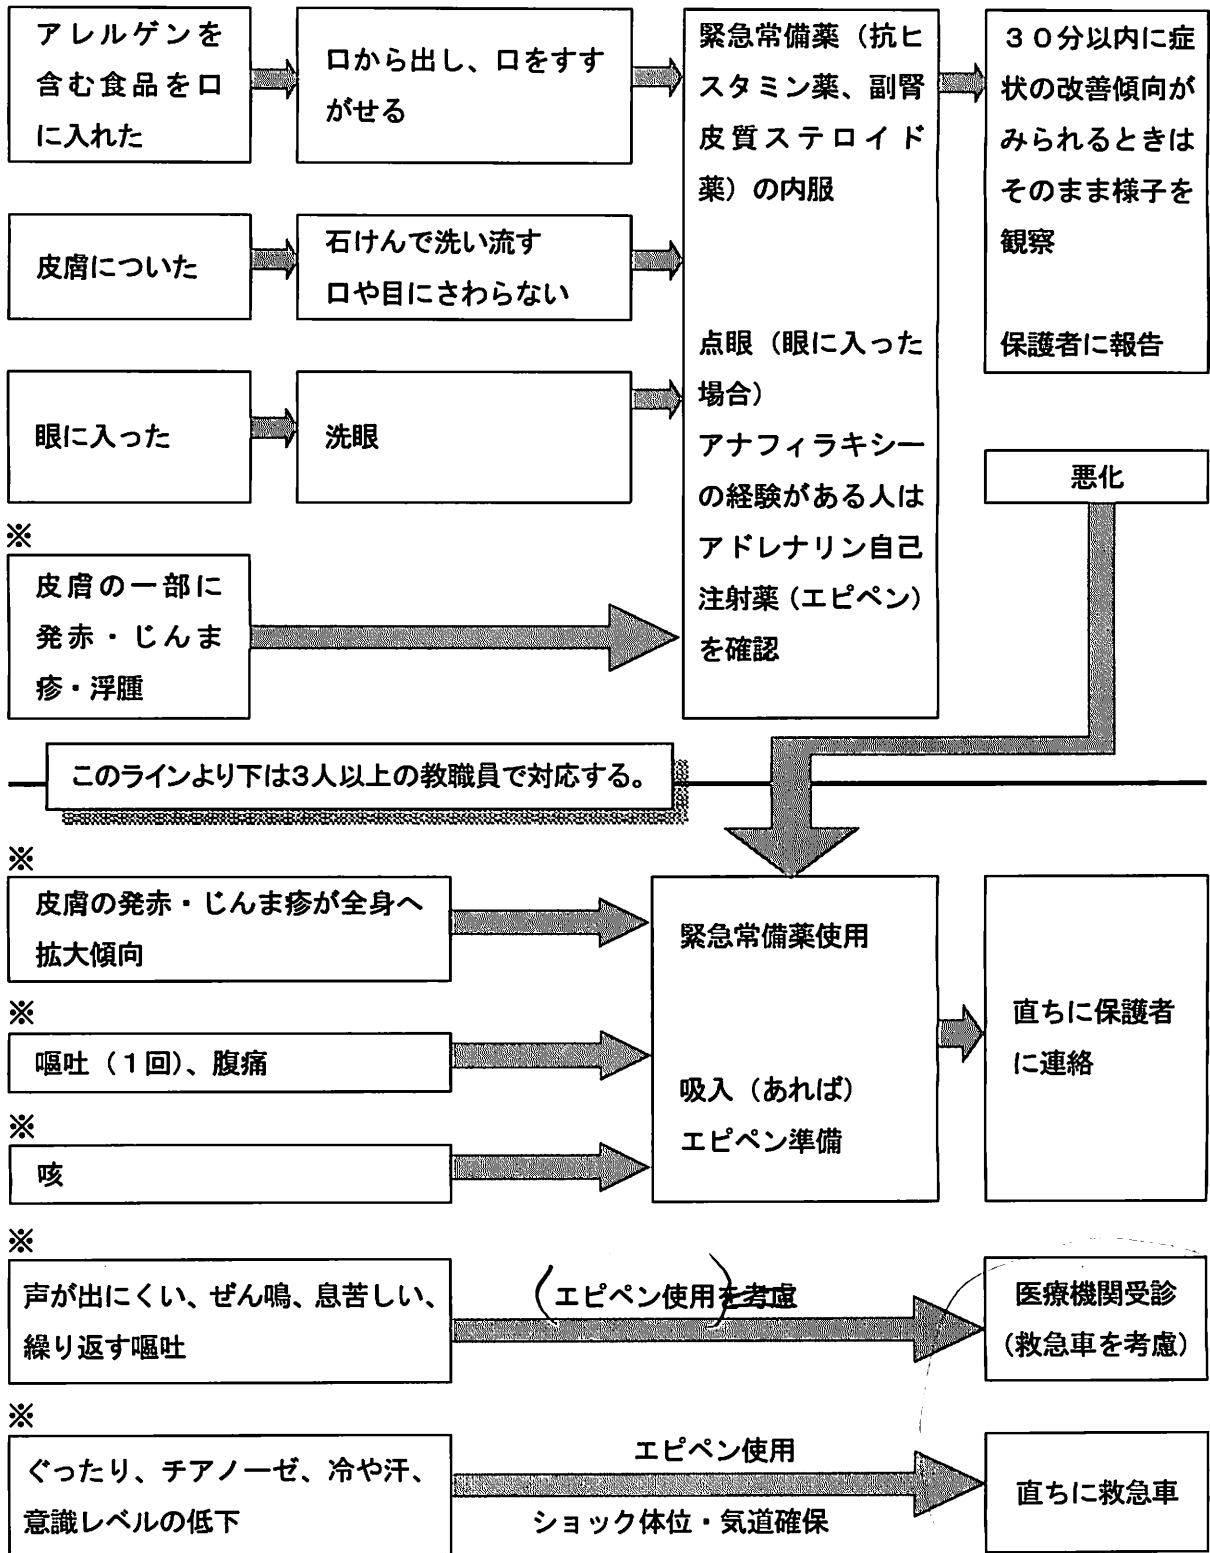 アレルゲンを
含む食品を口
に入れた
口から出し、口をすす
がせる
緊急常備薬（抗ヒ
スタミン薬、副腎
皮質ステロイド
薬）の内服
３０分以内に症
状の改善傾向が
みられるときは
そのまま様子を
観察
保護者に報告
皮膚についた
石けんで洗い流す
口や目にさわらない
点眼（眼に入った
場合）
アナフィラキシー
の経験がある人は
アドレナリン自己
注射薬（エピペン）
を確認
眼に入った
洗眼
悪化
※
皮膚の一部に
発赤・じんま
疹・浮腫
このラインより下は３人以上の教職員で対応する。
※
皮膚の発赤・じんま疹が全身へ
拡大傾向
※
嘔吐（１回）、腹痛
※
咳
緊急常備薬使用
吸入（あれば）
エピペン準備
直ちに保護者
に連絡
※
声が出にくい、ぜん鳴、息苦しい、
繰り返す嘔吐
（エピペン使用）を考慮
医療機関受診
(救急車を考慮)
※
ぐったり、チアノーゼ、冷や汗、
意識レベルの低下
エピペン使用
ショック体位・気道確保
直ちに救急車